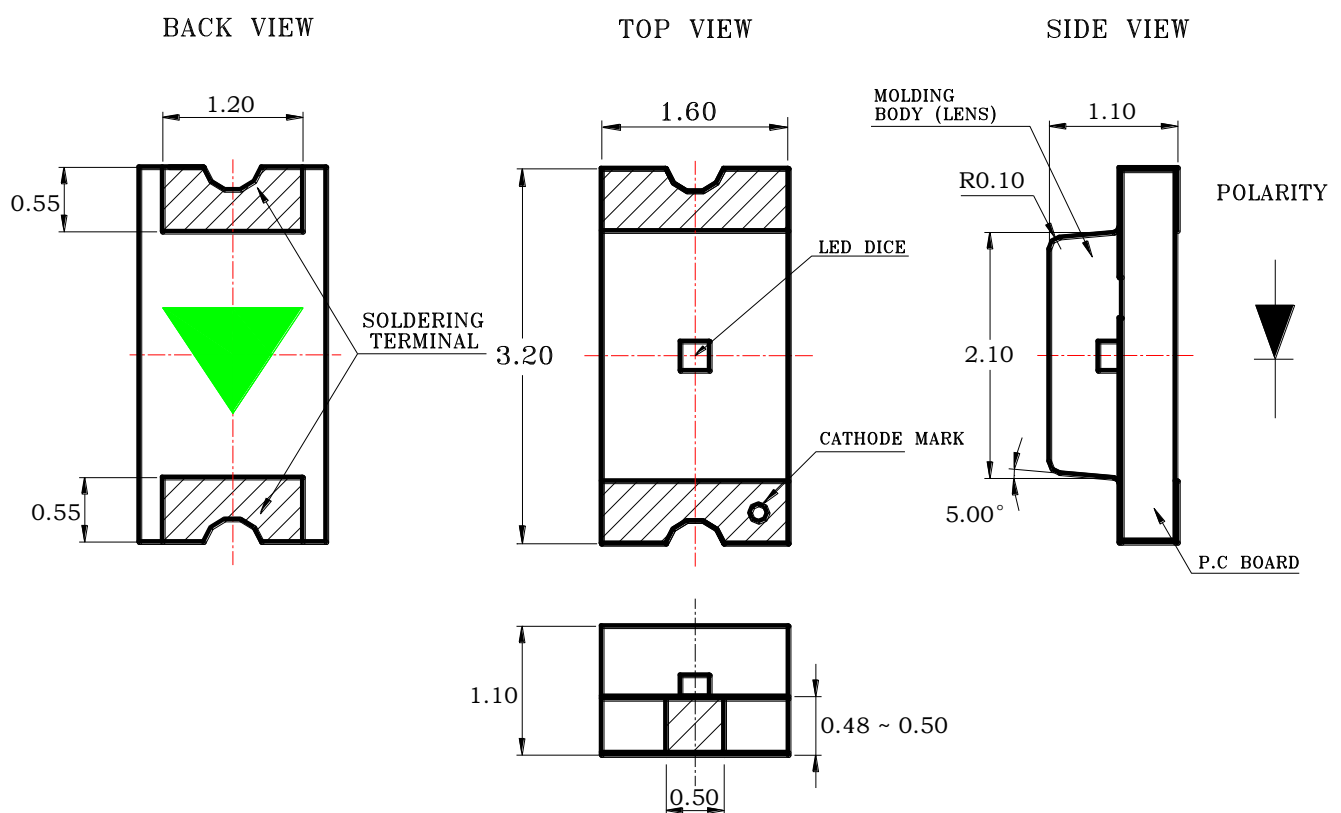 BACK VIEW
TOP VIEW
SIDE VIEW
1.20
1.60
MOLDING
BODY (LENS)
1.10
0.55
R0.10
POLARITY
LED DICE
SOLDERING
TERMINAL
3.20
2.10
CATHODE MARK
0.55
5.00°
P.C BOARD
1.10
0.48 ~ 0.50
0.50